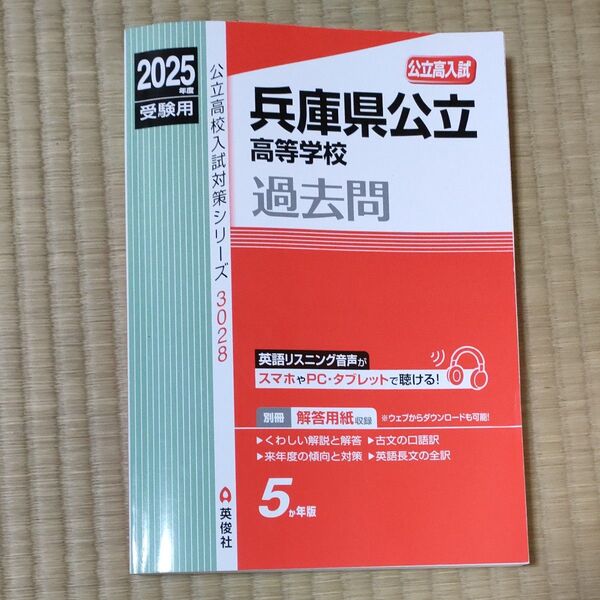 2025年度
受験用
公立高校入試対策シリーズ 3028
公立高入試
兵庫県公立
高等学校
過去問
英語リスニング音声が
スマホやPC・タブレットで聴ける!
別冊 解答用紙収録 ※ウェブからダウンロードも可能!
▶くわしい解説と解答 ▶古文の口語訳
▶来年度の傾向と対策 ▶英語長文の全訳
5か年版
英俊社